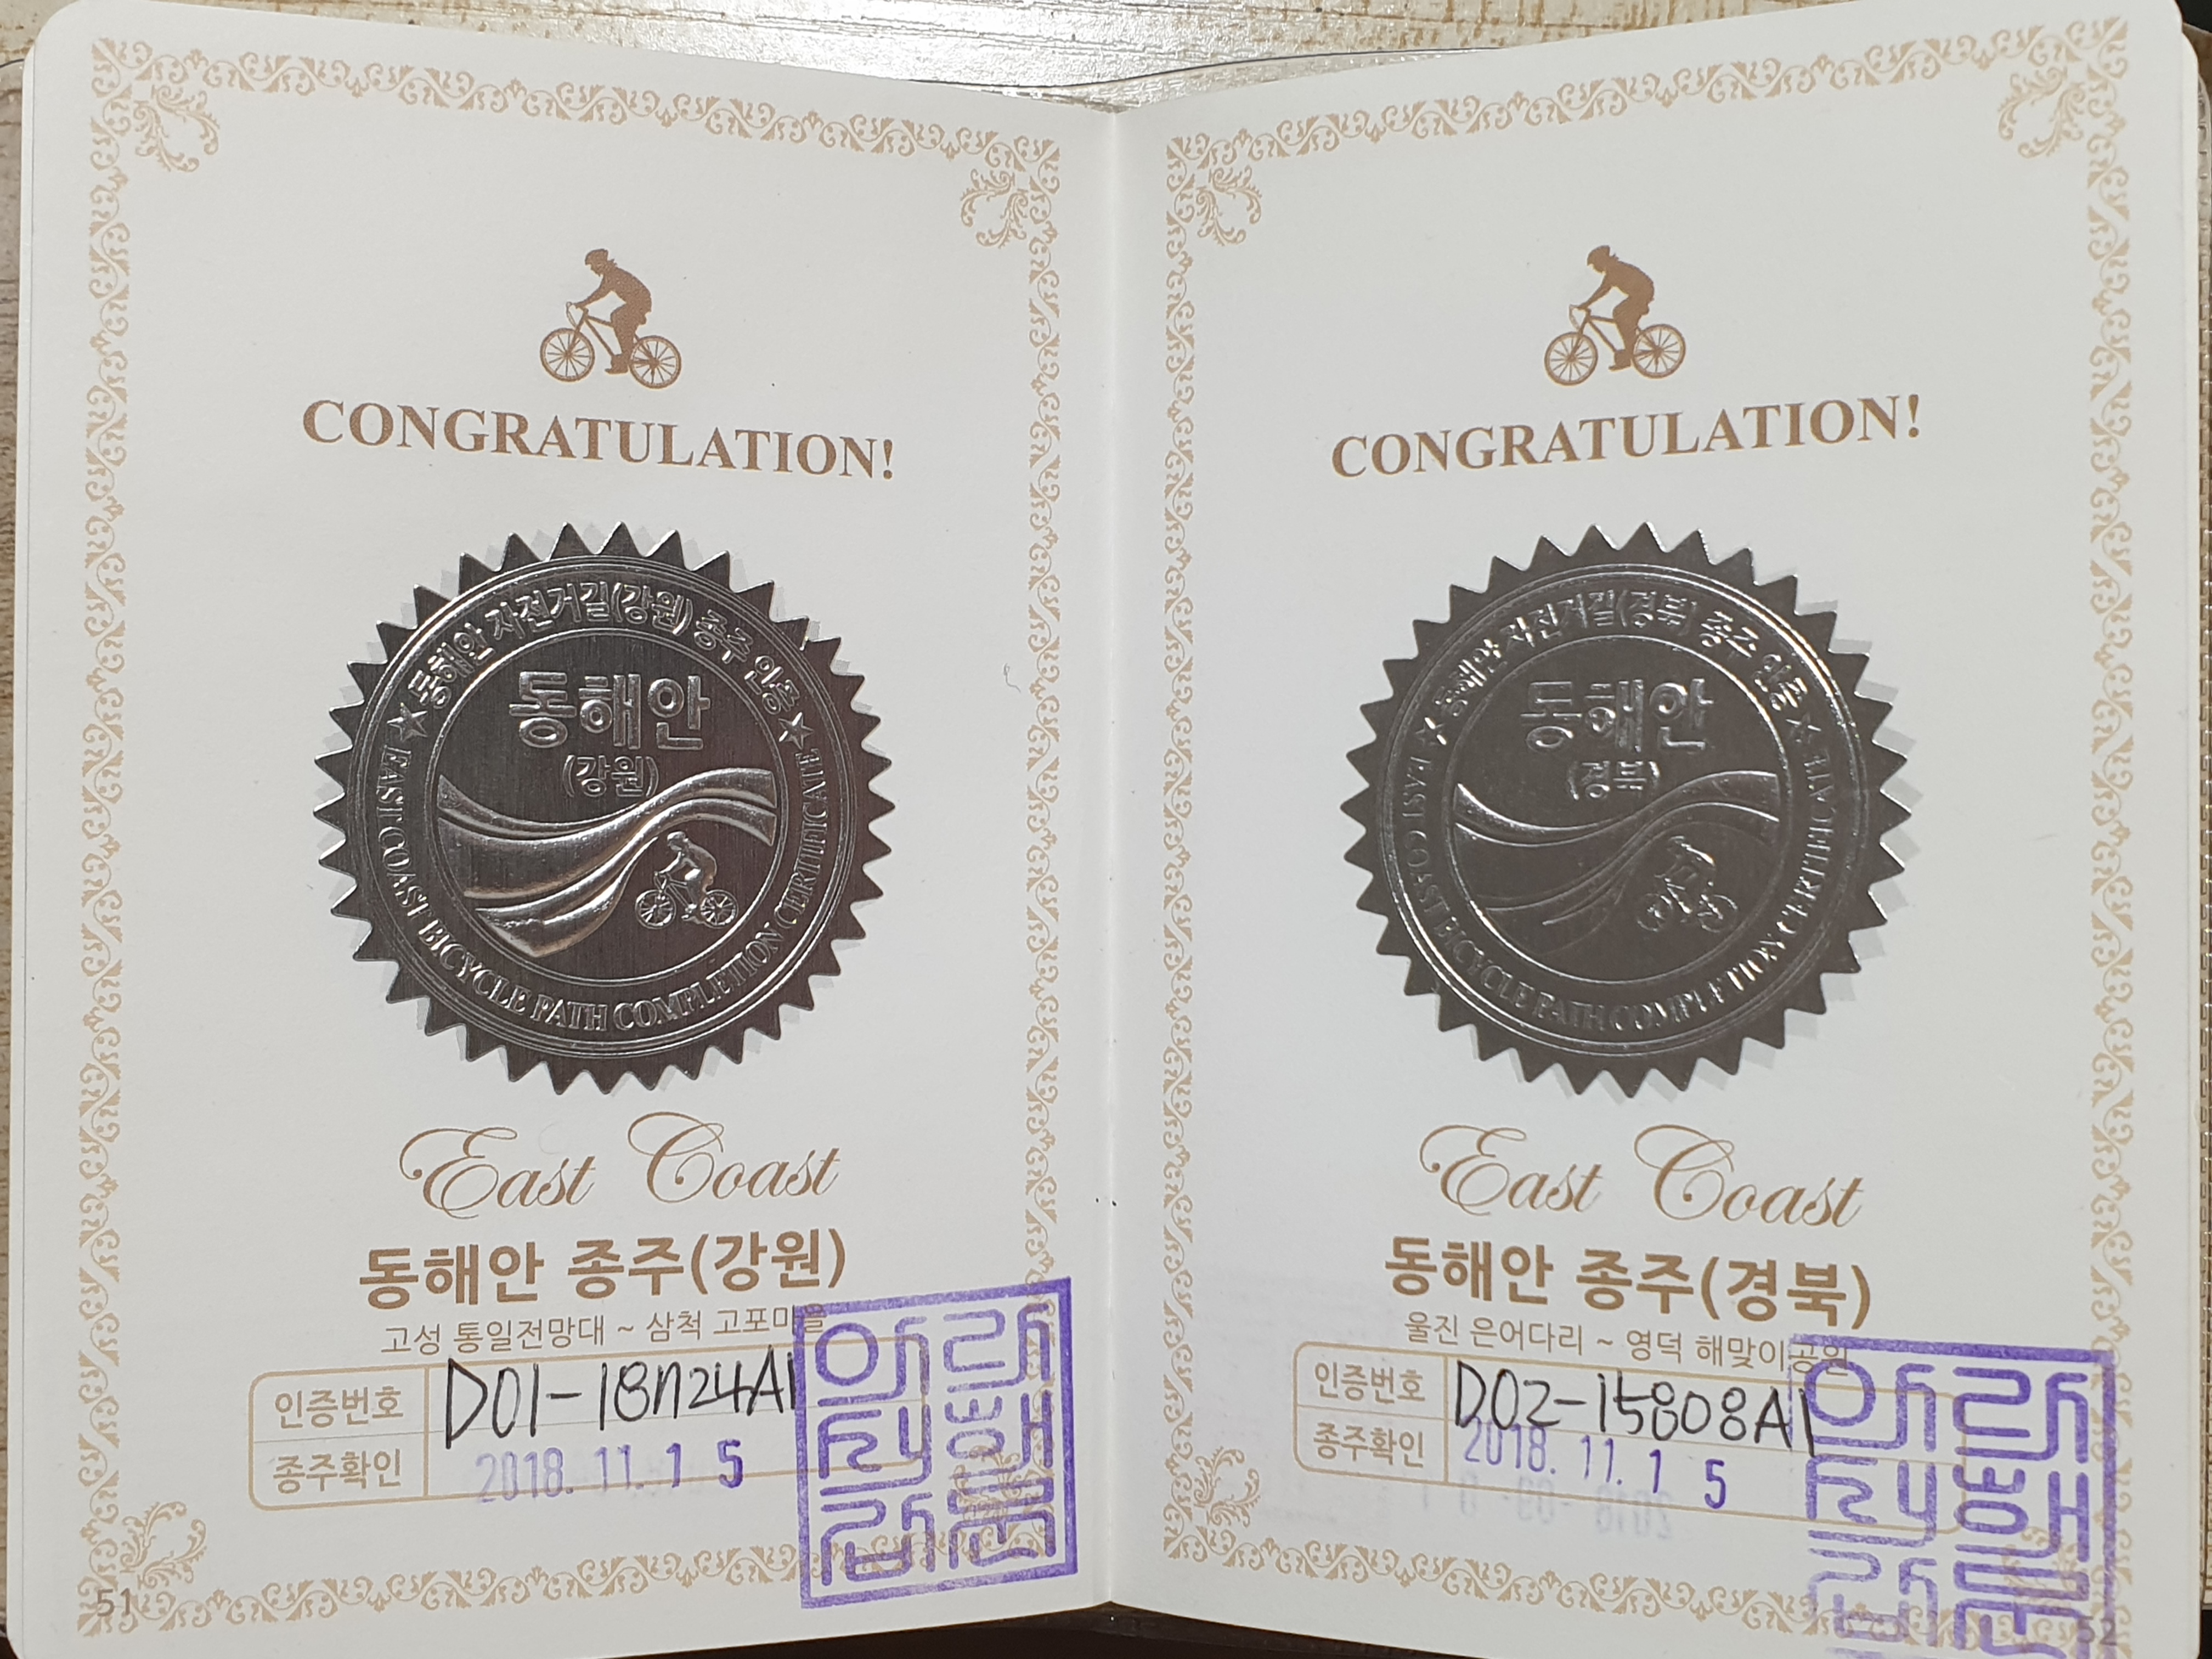 CONGRATULATION!
동해안 자전거길(강원) 종주 인증
동해안
(강원)
EAST COAST BICYCLE PATH COMPLETION CERTIFICATE
East Coast
동해안 종주(강원)
고성 통일전망대 ~ 삼척 고포마을
인증번호 D01-18724A1
종주확인 2018. 11. 1 5
51
CONGRATULATION!
동해안 자전거길(경북) 종주 인증
동해안
(경북)
EAST COAST BICYCLE PATH COMPLETION CERTIFICATE
East Coast
동해안 종주(경북)
울진 은어다리 ~ 영덕 해맞이공원
인증번호 D02-15808A1
종주확인 2018. 11. 1 5
52